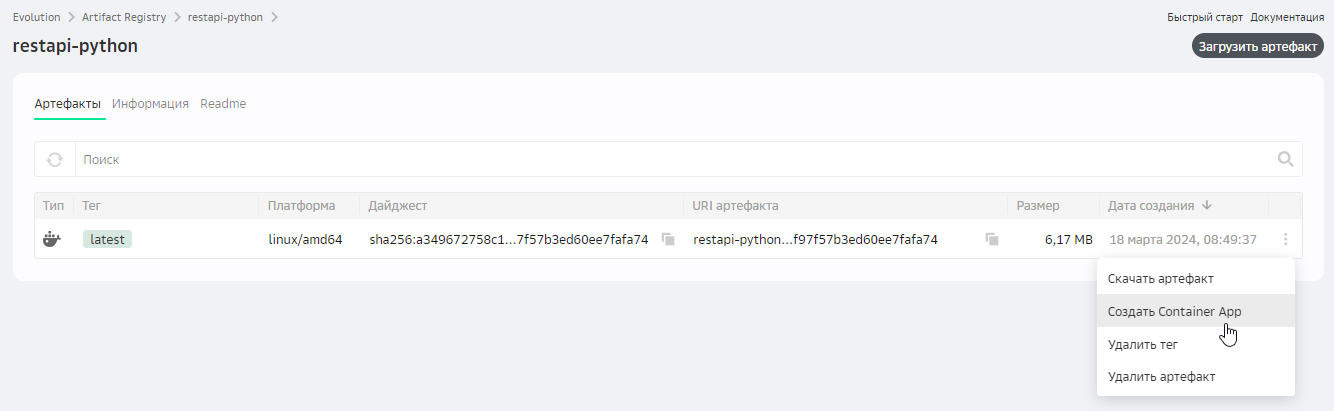 Evolution > Artifact Registry > restapi-python >
Быстрый старт Документация
restapi-python
Загрузить артефакт
Артефакты Информация Readme
Поиск
Тип Тег Платформа Дайджест URI артефакта Размер Дата создания
latest linux/amd64 sha256:a349672758c1...7f57b3ed60ee7fafa74 restapi-python...f97f57b3ed60ee7fafa74 6,17 MB 18 марта 2024, 08:49:37
Скачать артефакт
Создать Container App
Удалить тег
Удалить артефакт